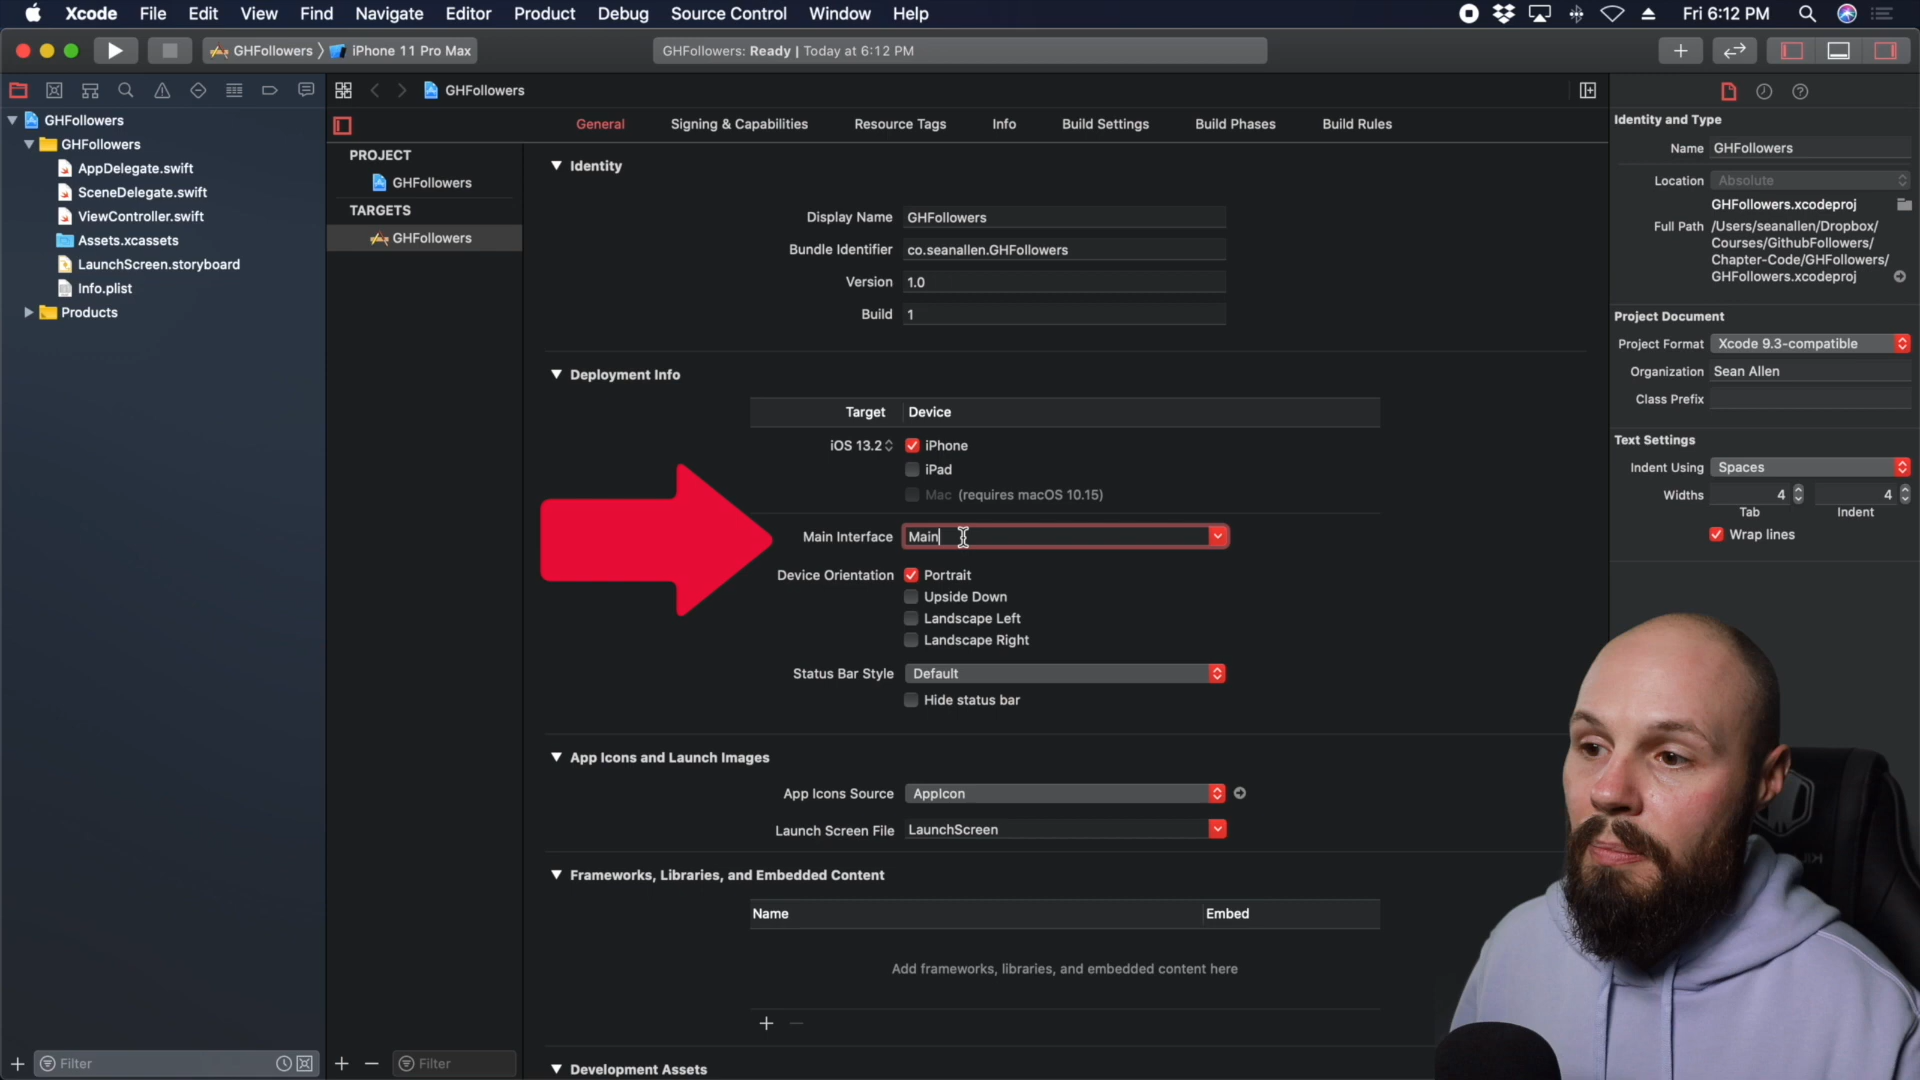 Xcode File Edit View Find Navigate Editor Product Debug Source Control Window Help Fri 6:12 PM
GHFollowers iPhone 11 Pro Max GHFollowers: Ready | Today at 6:12 PM
GHFollowers
GHFollowers
GHFollowers
AppDelegate.swift
SceneDelegate.swift
ViewController.swift
Assets.xcassets
LaunchScreen.storyboard
Info.plist
Products
Filter
General Signing & Capabilities Resource Tags Info Build Settings Build Phases Build Rules
PROJECT
GHFollowers
TARGETS
GHFollowers
Filter
Identity
Display Name GHFollowers
Bundle Identifier co.seanallen.GHFollowers
Version 1.0
Build 1
Deployment Info
Target Device
iOS 13.2 iPhone
iPad
Mac (requires macOS 10.15)
Main Interface Main
Device Orientation Portrait
Upside Down
Landscape Left
Landscape Right
Status Bar Style Default
Hide status bar
App Icons and Launch Images
App Icons Source AppIcon
Launch Screen File LaunchScreen
Frameworks, Libraries, and Embedded Content
Name Embed
Add frameworks, libraries, and embedded content here
Development Assets
Identity and Type
Name GHFollowers
Location Absolute
GHFollowers.xcodeproj
Full Path /Users/seanallen/Dropbox/
Courses/GithubFollowers/
Chapter-Code/GHFollowers/
GHFollowers.xcodeproj
Project Document
Project Format Xcode 9.3-compatible
Organization Sean Allen
Class Prefix
Text Settings
Indent Using Spaces
Widths 4 4
Tab Indent
Wrap lines